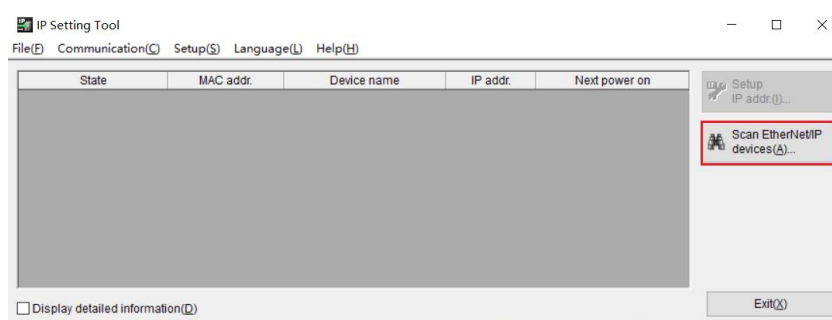 IP Setting Tool
File(F) Communication(C) Setup(S) Language(L) Help(H)
State MAC addr. Device name IP addr. Next power on
Setup
IP addr.(I)...
Scan EtherNet/IP
devices(A)...
Display detailed information(D)
Exit(X)